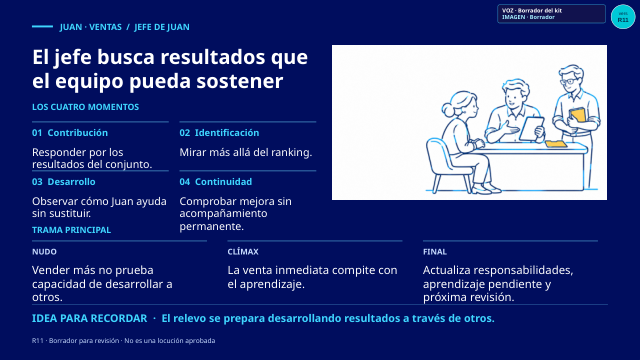 JUAN · VENTAS / JEFE DE JUAN
VOZ · Borrador del kit
IMAGEN · Borrador
R11
El jefe busca resultados que
el equipo pueda sostener
LOS CUATRO MOMENTOS
01 Contribución
Responder por los
resultados del conjunto.
02 Identificación
Mirar más allá del ranking.
03 Desarrollo
Observar cómo Juan ayuda
sin sustituir.
04 Continuidad
Comprobar mejora sin
acompañamiento
permanente.
TRAMA PRINCIPAL
NUDO
Vender más no prueba
capacidad de desarrollar a
otros.
CLÍMAX
La venta inmediata compite con
el aprendizaje.
FINAL
Actualiza responsabilidades,
aprendizaje pendiente y
próxima revisión.
IDEA PARA RECORDAR · El relevo se prepara desarrollando resultados a través de otros.
R11 · Borrador para revisión · No es una locución aprobada